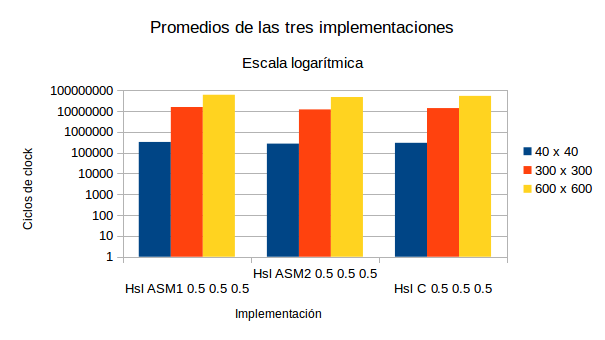 Promedios de las tres implementaciones
Escala logarítmica
100000000
10000000
1000000
100000
10000
1000
100
10
1
Ciclos de clock
40 x 40
300 x 300
600 x 600
Hsl ASM1 0.5 0.5 0.5
Hsl ASM2 0.5 0.5 0.5
Hsl C 0.5 0.5 0.5
Implementación